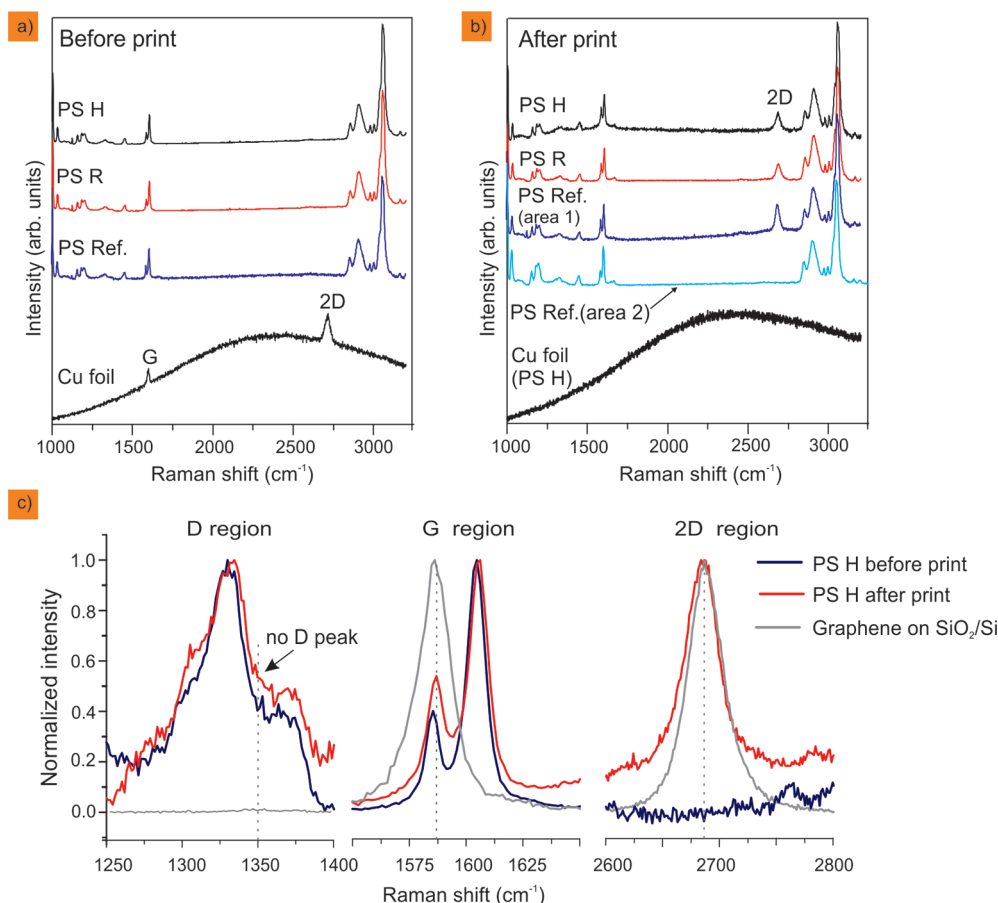 a)
Before print
PS H
PS R
PS Ref.
2D
G
Cu foil
Intensity (arb. units)
1000 1500 2000 2500 3000
Raman shift (cm⁻¹)
b)
After print
PS H
2D
PS R
PS Ref.
(area 1)
PS Ref.(area 2)
Cu foil
(PS H)
Intensity (arb. units)
1000 1500 2000 2500 3000
Raman shift (cm⁻¹)
c)
D region
G region
2D region
1.0
0.8
0.6
0.4
0.2
0.0
Normalized intensity
no D peak
PS H before print
PS H after print
Graphene on SiO₂/Si
1250 1300 1350 1400 1575 1600 1625 2600 2700 2800
Raman shift (cm⁻¹)